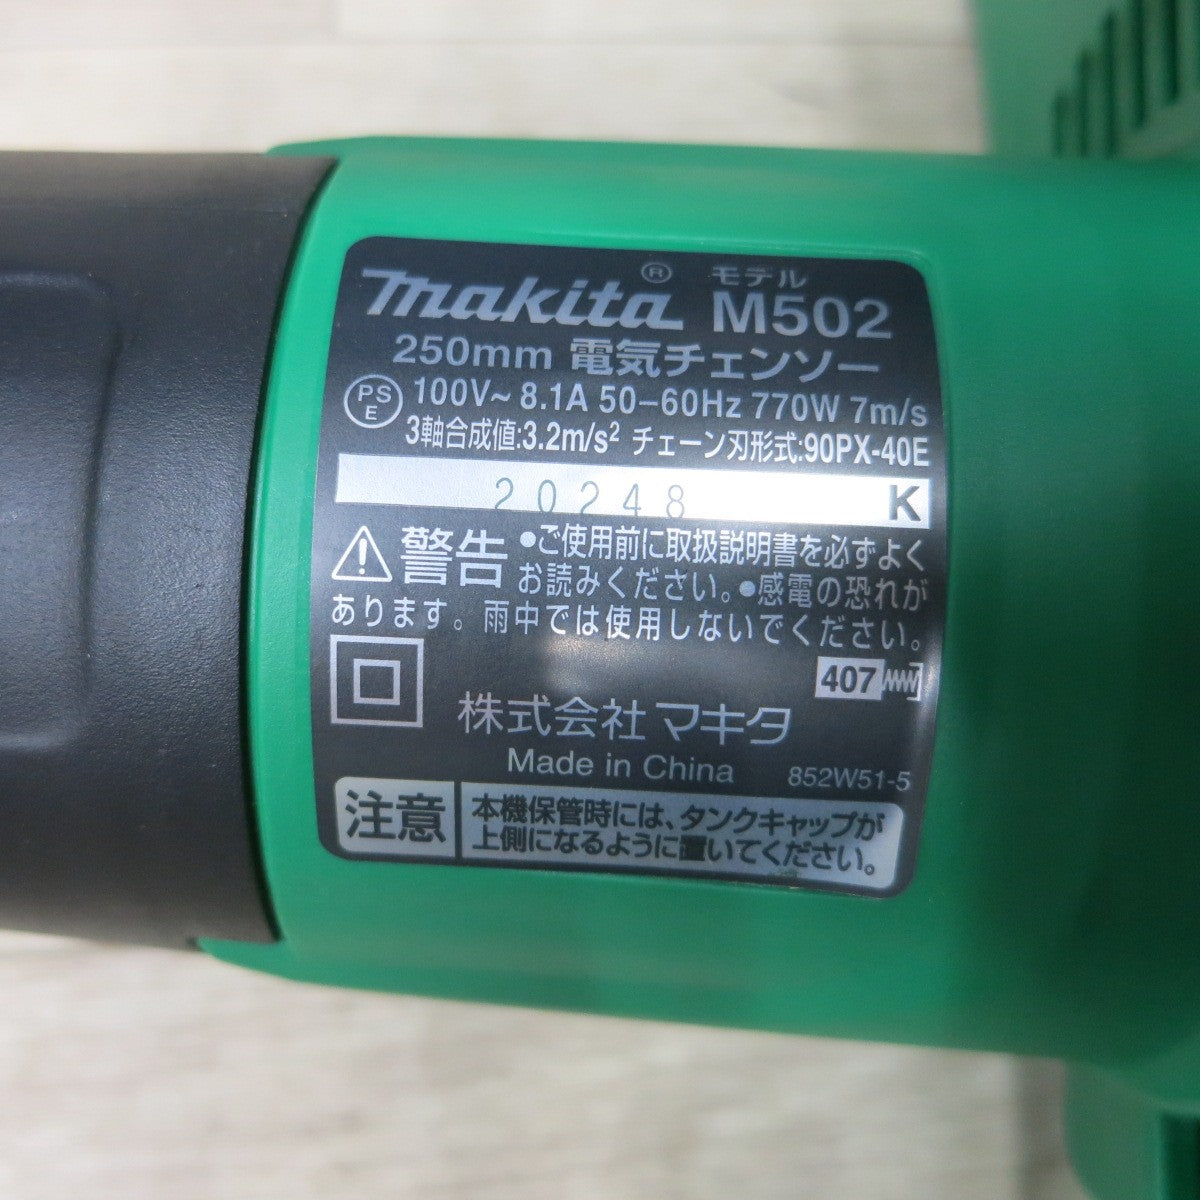 makita® モデル M502
250mm 電気チェンソー
PSE 100V~ 8.1A 50-60Hz 770W 7m/s
3軸合成値:3.2m/s² チェーン刃形式:90PX-40E
20248 K
警告 •ご使用前に取扱説明書を必ずよく
お読みください。•感電の恐れが
あります。雨中では使用しないでください。
407
株式会社 マキタ
Made in China 852W51-5
注意 本機保管時には、タンクキャップが
上側になるように置いてください。